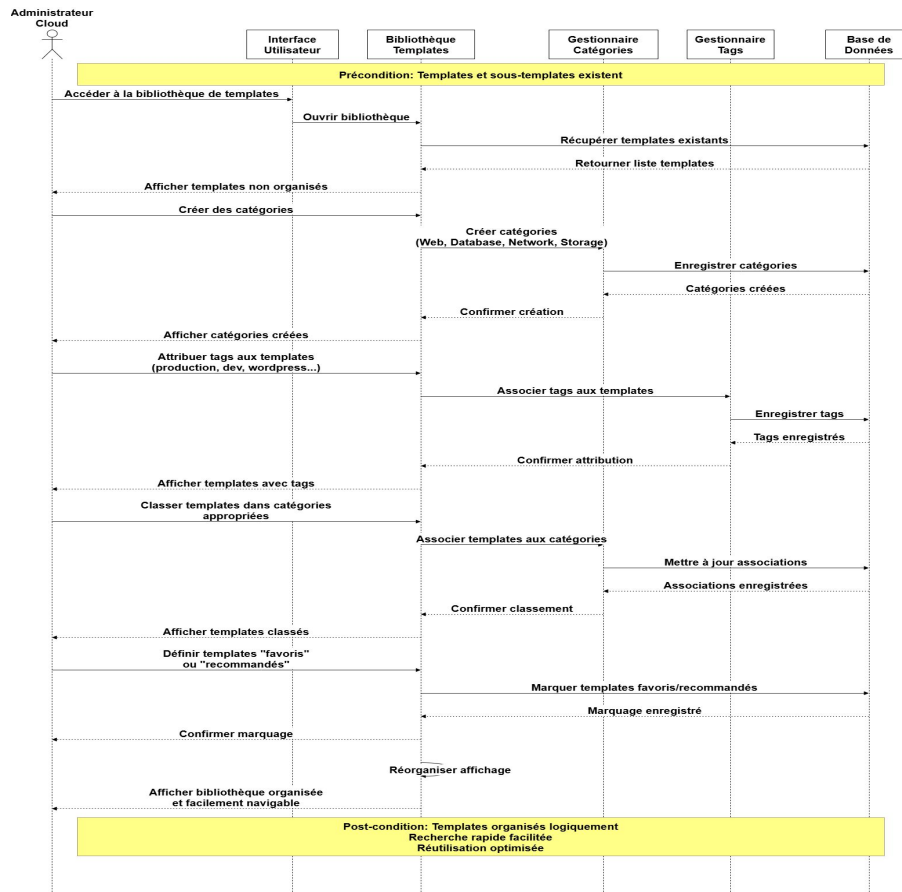 Administrateur
Cloud
Interface
Utilisateur
Bibliothèque
Templates
Gestionnaire
Catégories
Gestionnaire
Tags
Base de
Données
Précondition: Templates et sous-templates existent
Accéder à la bibliothèque de templates
Ouvrir bibliothèque
Récupérer templates existants
Retourner liste templates
Afficher templates non organisés
Créer des catégories
Créer catégories
(Web, Database, Network, Storage)
Enregistrer catégories
Catégories créées
Confirmer création
Afficher catégories créées
Attribuer tags aux templates
(production, dev, wordpress...)
Associer tags aux templates
Enregistrer tags
Tags enregistrés
Confirmer attribution
Afficher templates avec tags
Classer templates dans catégories
appropriées
Associer templates aux catégories
Mettre à jour associations
Associations enregistrées
Confirmer classement
Afficher templates classés
Définir templates "favoris"
ou "recommandés"
Marquer templates favoris/recommandés
Marquage enregistré
Confirmer marquage
Réorganiser affichage
Afficher bibliothèque organisée
et facilement navigable
Post-condition: Templates organisés logiquement
Recherche rapide facilitée
Réutilisation optimisée